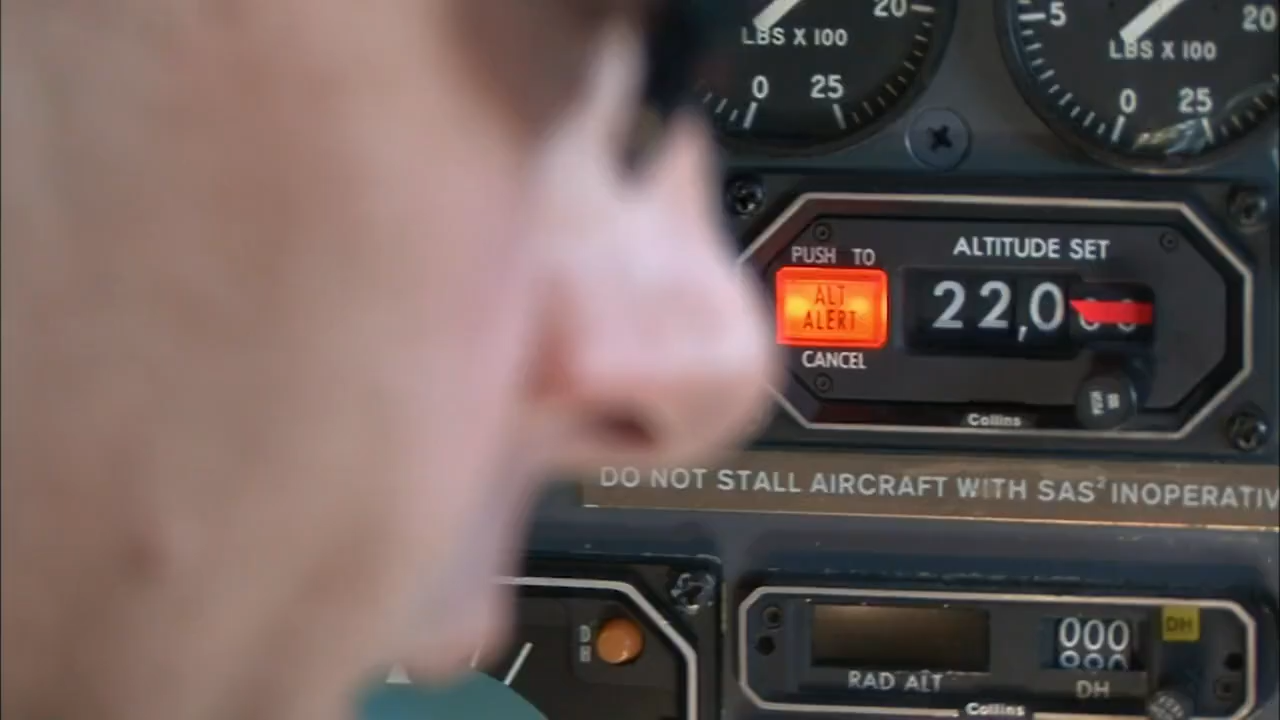 20
LBS X 100
0 25
5 20
LBS X 100
0 25
ALTITUDE SET
PUSH TO
ALT
ALERT
22,000
CANCEL
Collins
DO NOT STALL AIRCRAFT WITH SAS² INOPERATIV
D
H
000
DH
RAD ALT
DH
Collins